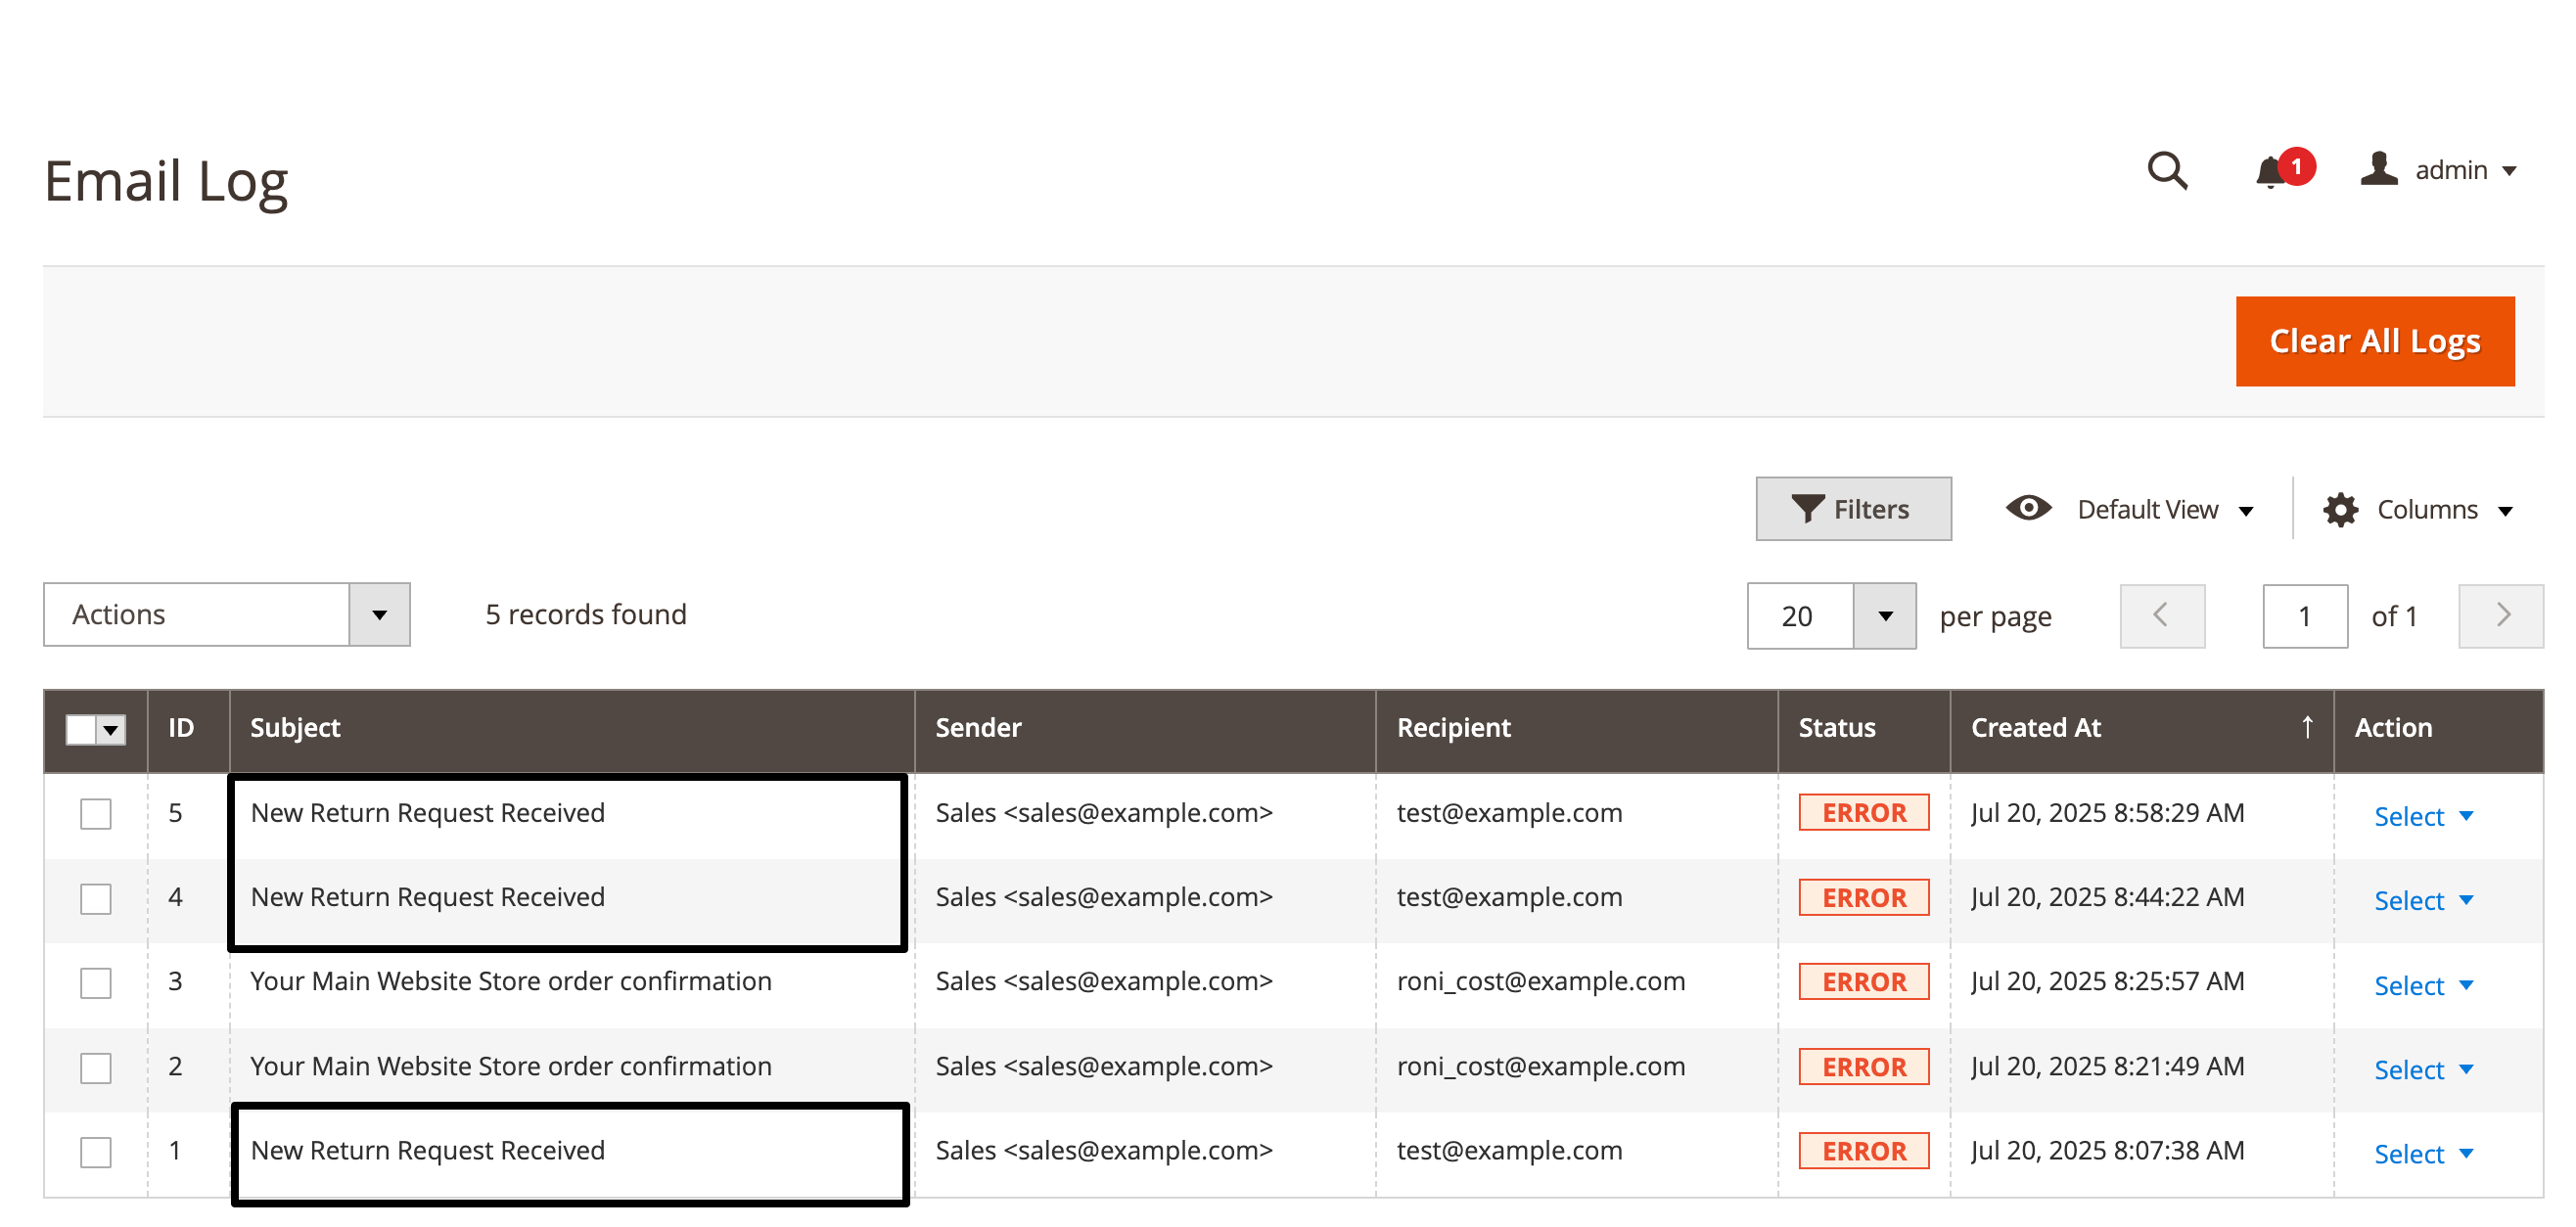 Email Log
1
admin
Clear All Logs
Filters
Default View
Columns
Actions
5 records found
20
per page
1
of 1
ID Subject Sender Recipient Status Created At ↑ Action
5 New Return Request Received Sales <sales@example.com> test@example.com ERROR Jul 20, 2025 8:58:29 AM Select
4 New Return Request Received Sales <sales@example.com> test@example.com ERROR Jul 20, 2025 8:44:22 AM Select
3 Your Main Website Store order confirmation Sales <sales@example.com> roni_cost@example.com ERROR Jul 20, 2025 8:25:57 AM Select
2 Your Main Website Store order confirmation Sales <sales@example.com> roni_cost@example.com ERROR Jul 20, 2025 8:21:49 AM Select
1 New Return Request Received Sales <sales@example.com> test@example.com ERROR Jul 20, 2025 8:07:38 AM Select